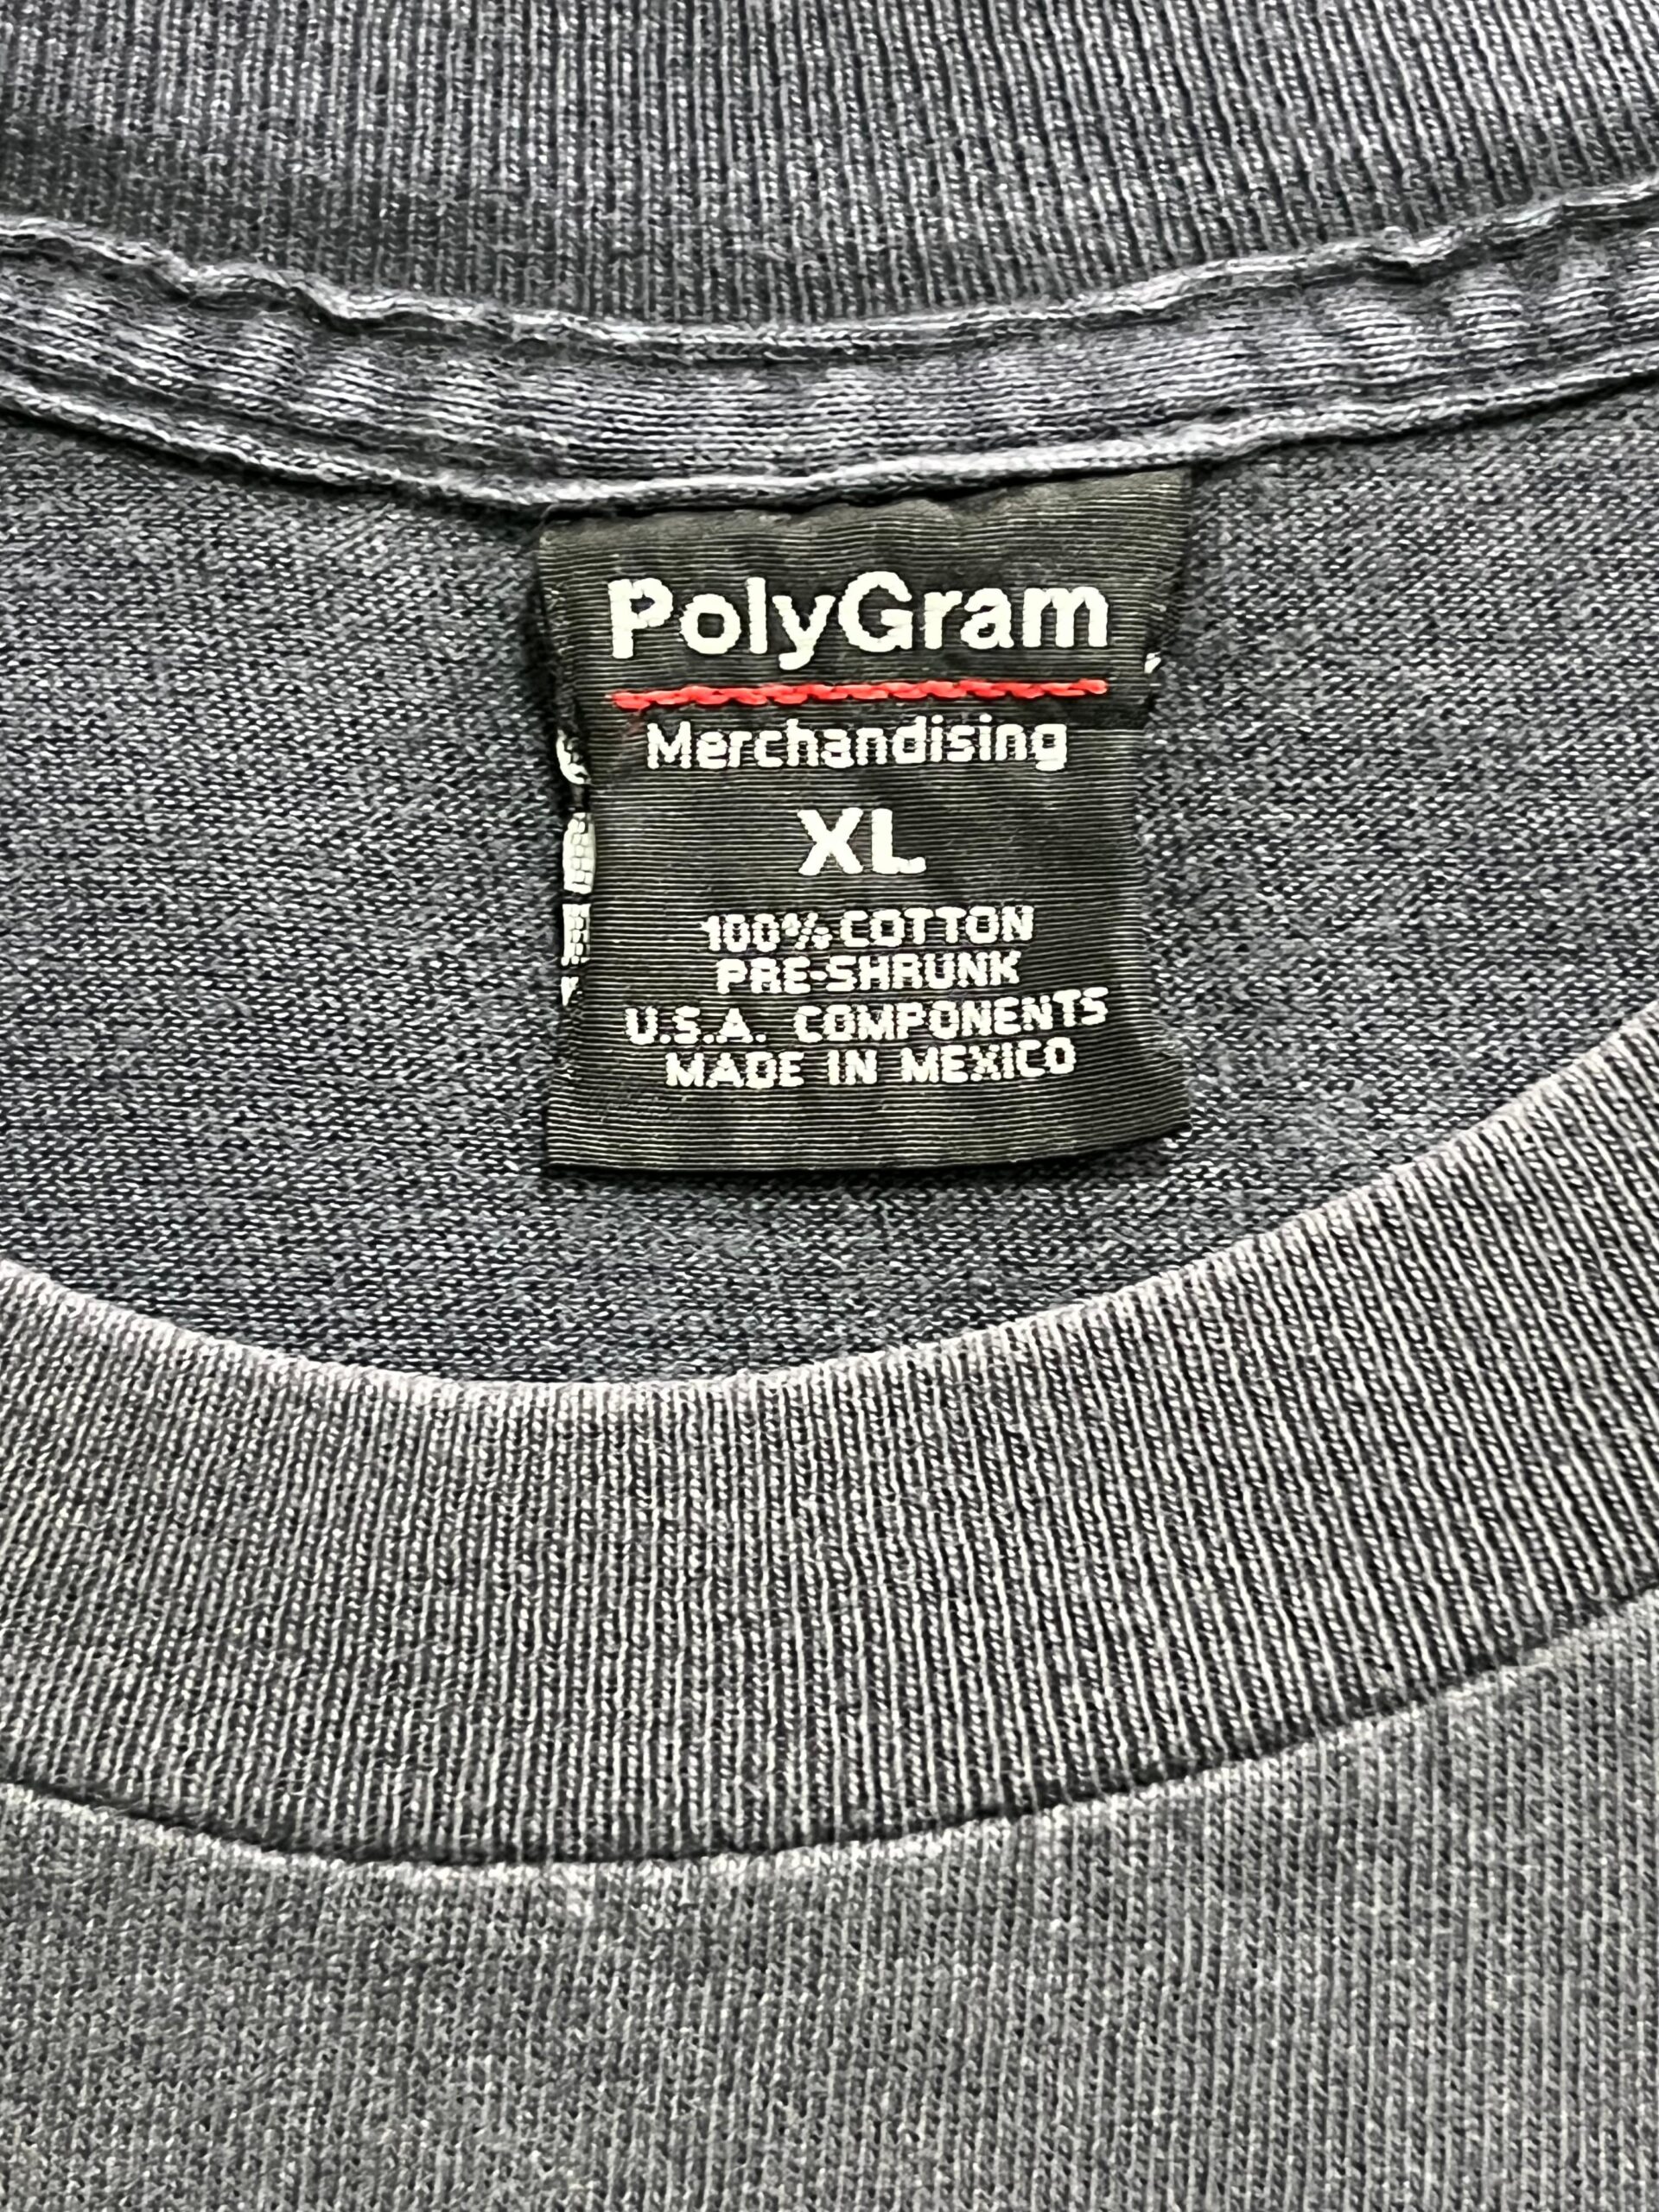 PolyGram
Merchandising
XL
100% COTTON
PRE-SHRUNK
U.S.A. COMPONENTS
MADE IN MEXICO